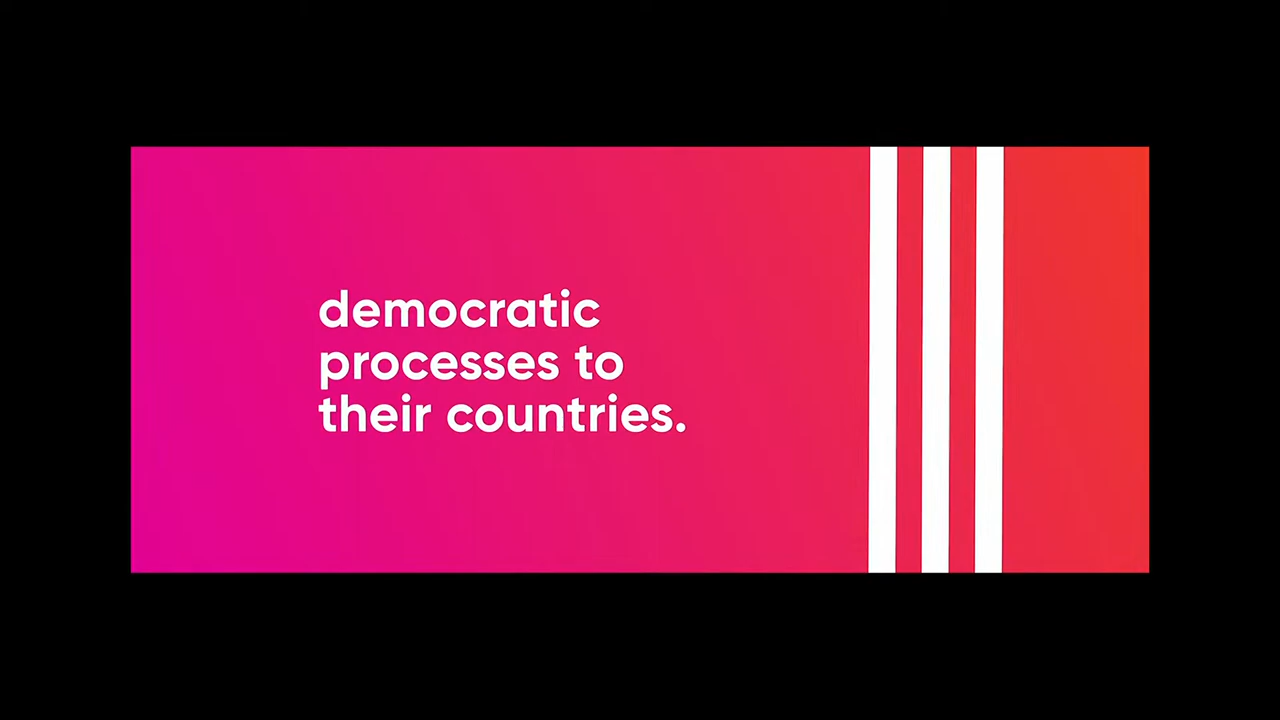 democratic
processes to
their countries.